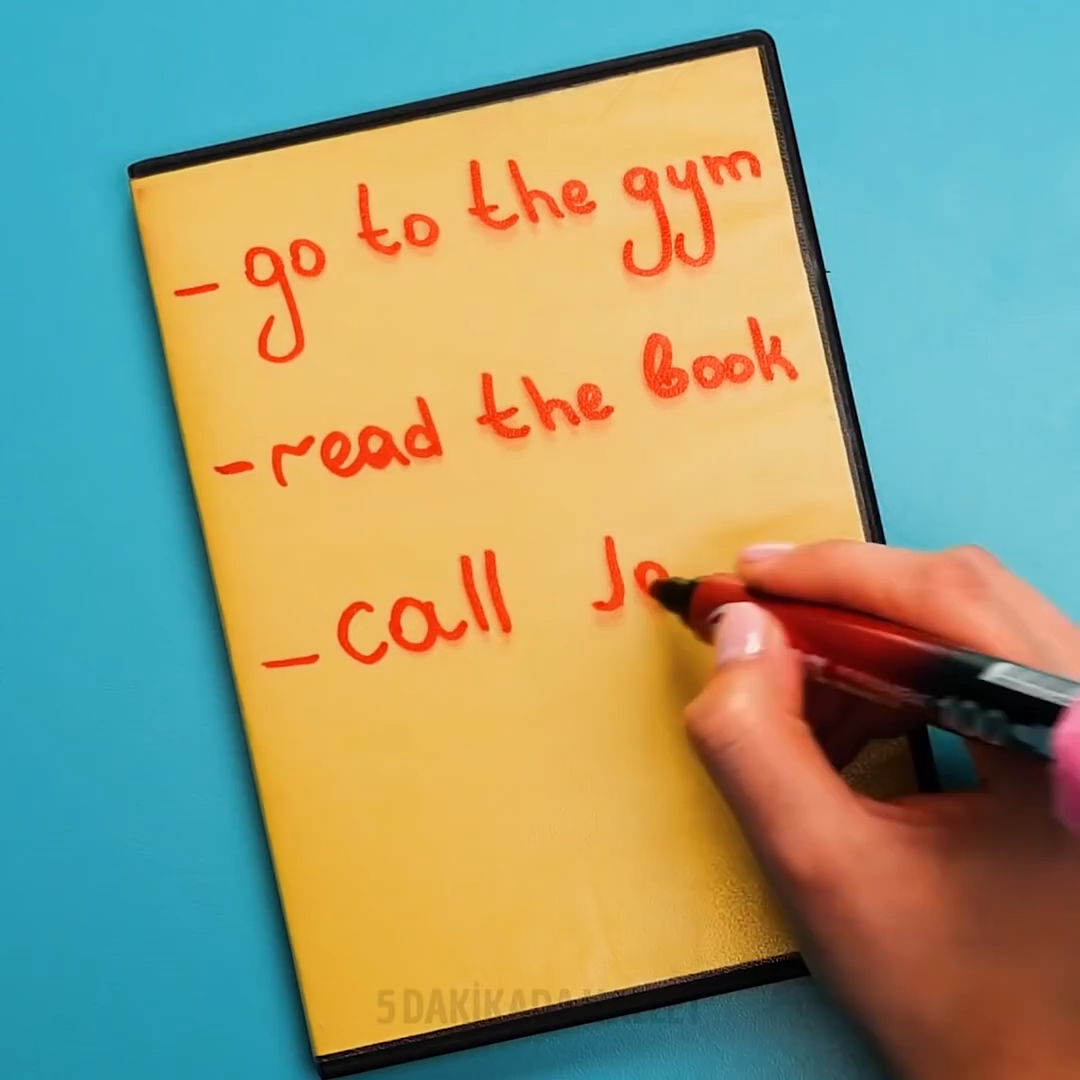 - go to the gym
- read the book
- call Jo
5 DAKİKADA